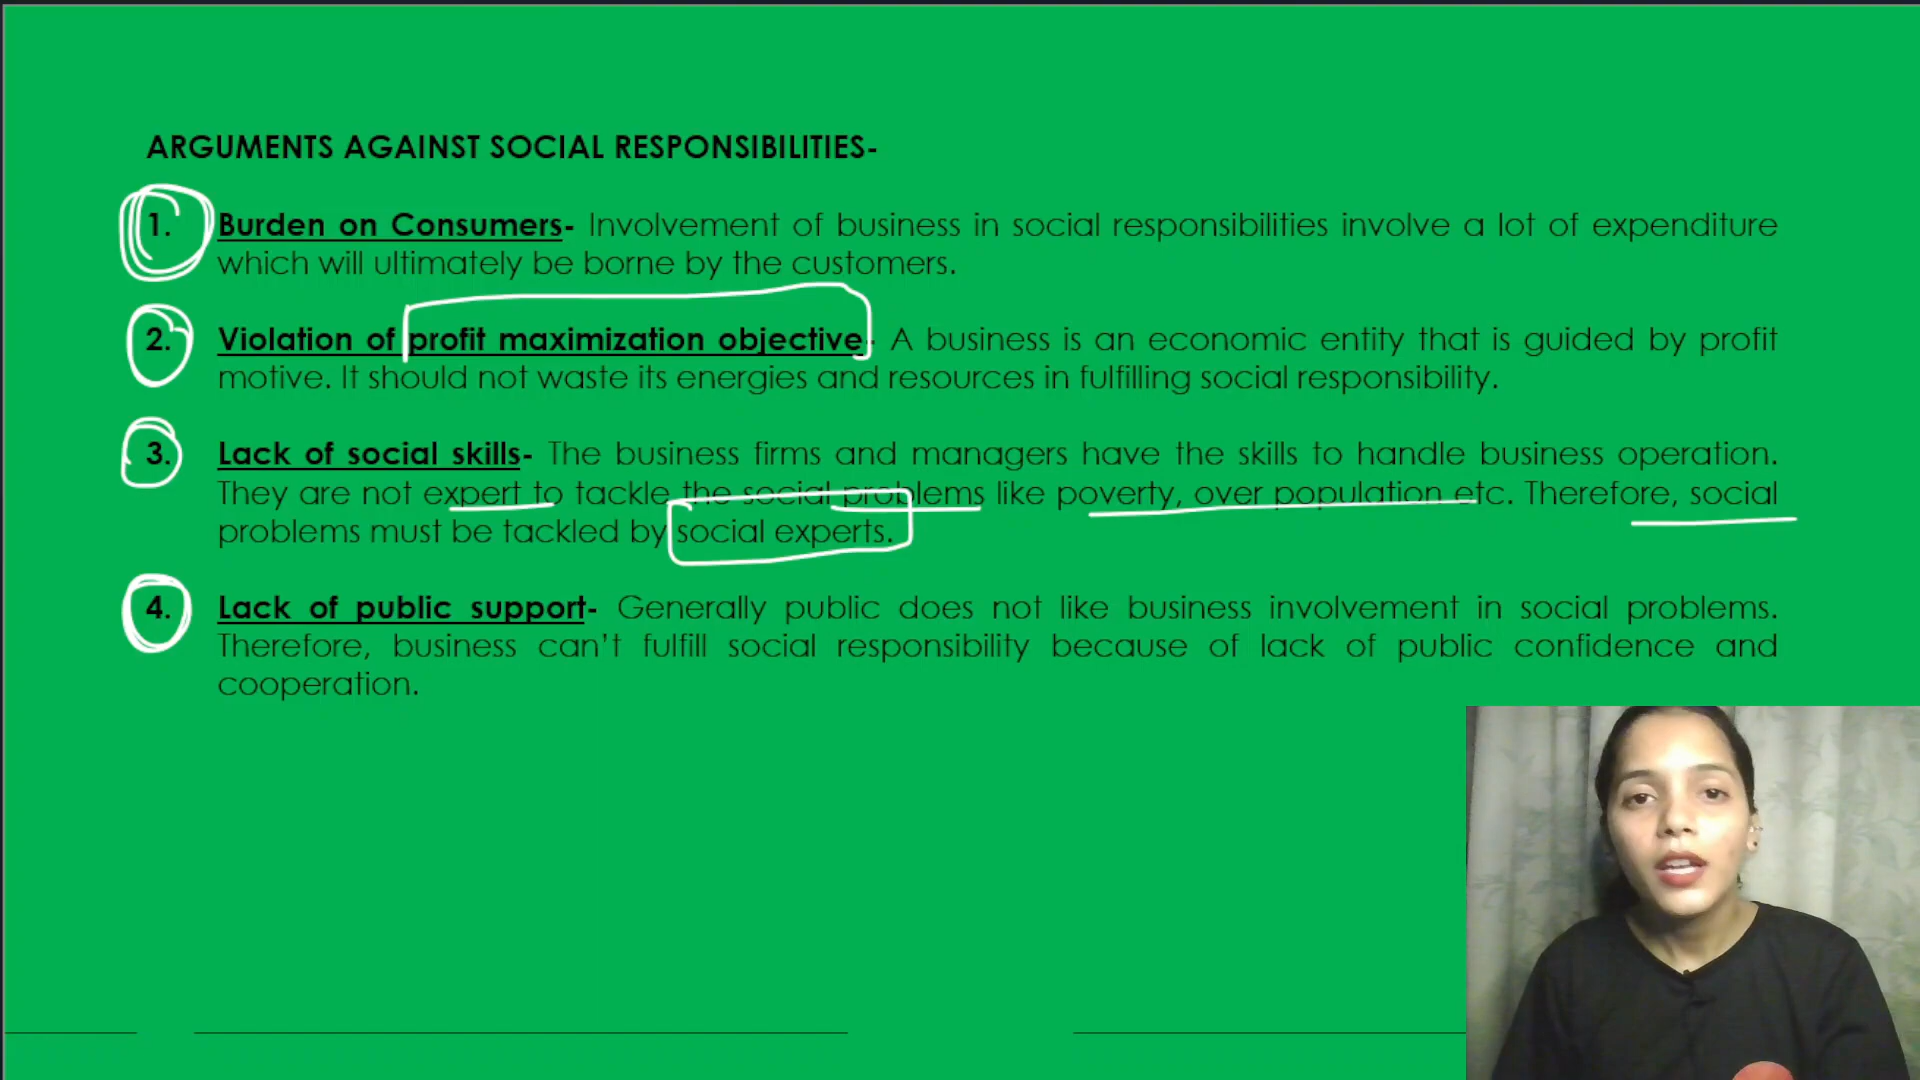 ARGUMENTS AGAINST SOCIAL RESPONSIBILITIES-
1. Burden on Consumers- Involvement of business in social responsibilities involve a lot of expenditure
which will ultimately be borne by the customers.
2. Violation of profit maximization objective- A business is an economic entity that is guided by profit
motive. It should not waste its energies and resources in fulfilling social responsibility.
3. Lack of social skills- The business firms and managers have the skills to handle business operation.
They are not expert to tackle the social problems like poverty, over population etc. Therefore, social
problems must be tackled by social experts.
4. Lack of public support- Generally public does not like business involvement in social problems.
Therefore, business can’t fulfill social responsibility because of lack of public confidence and
cooperation.